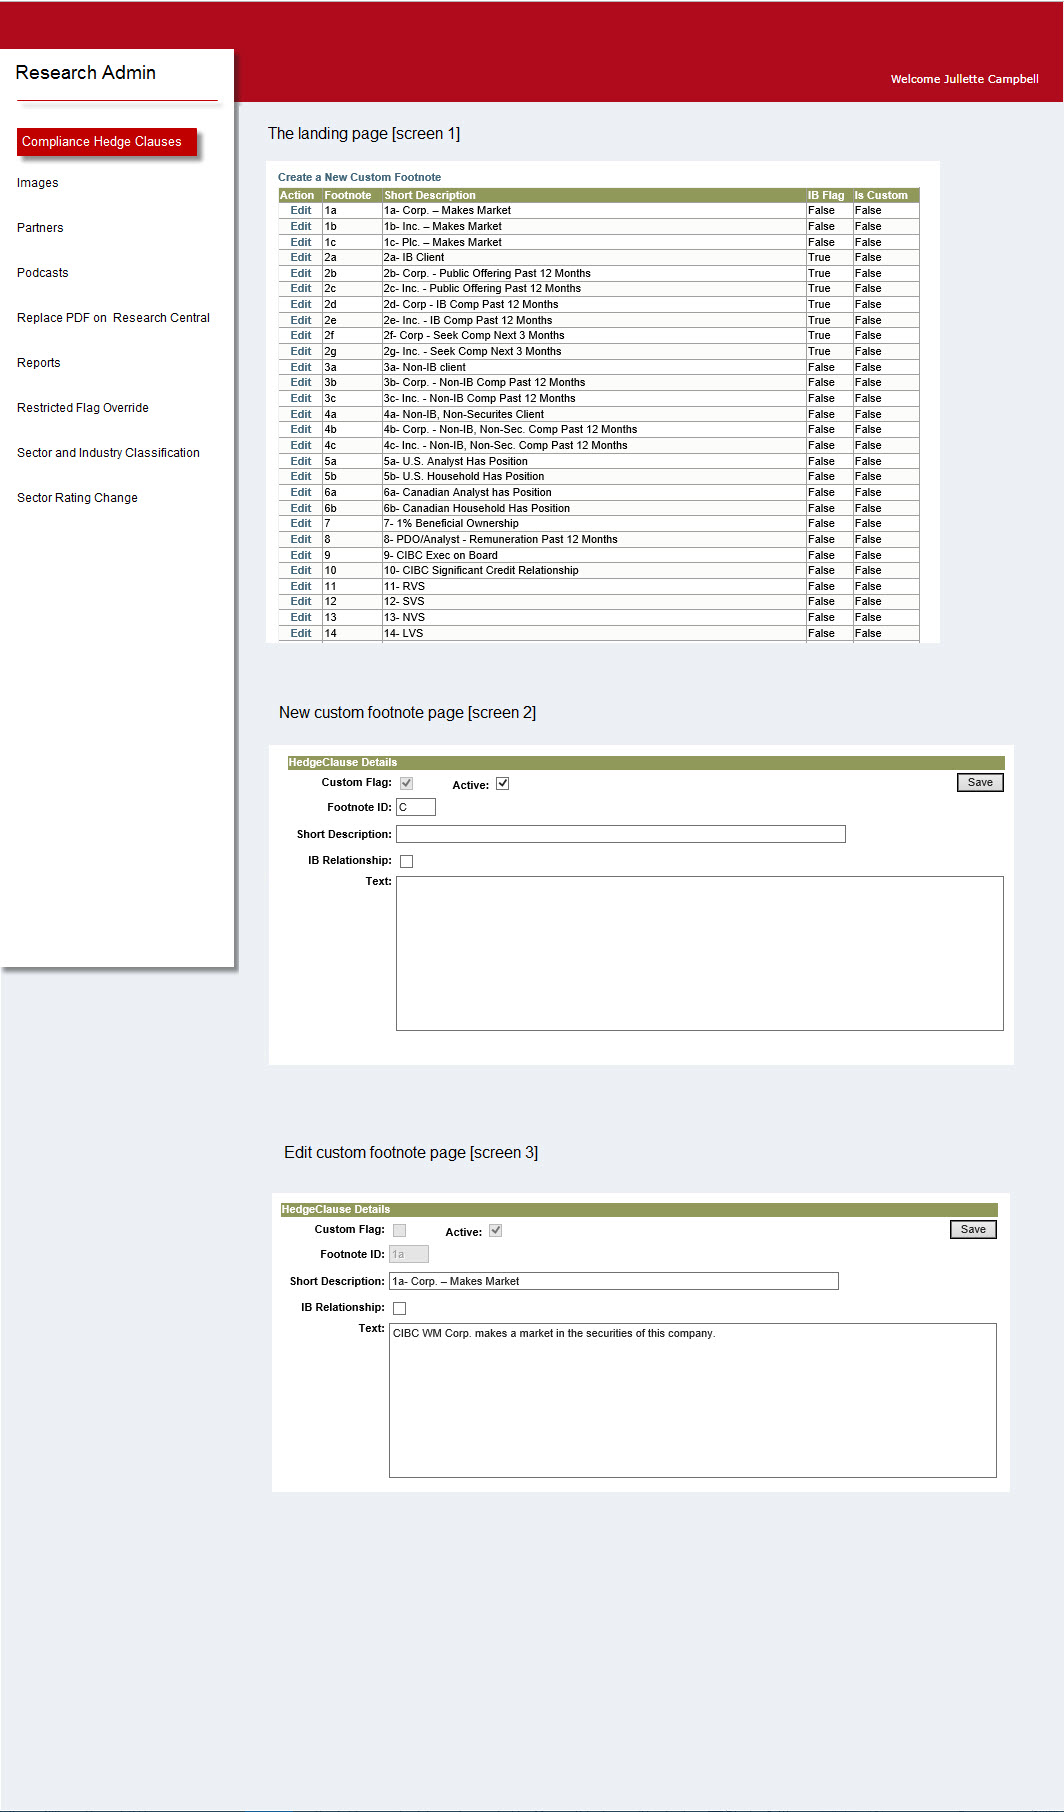 Research Admin
Welcome Jullette Campbell
Compliance Hedge Clauses
Images
Partners
Podcasts
Replace PDF on  Research Central
Reports
Restricted Flag Override
Sector and Industry Classification
Sector Rating Change
The landing page [screen 1]
Create a New Custom Footnote
Action Footnote Short Description IB Flag Is Custom
Edit 1a 1a- Corp. – Makes Market False False
Edit 1b 1b- Inc. – Makes Market False False
Edit 1c 1c- Plc. – Makes Market False False
Edit 2a 2a- IB Client True False
Edit 2b 2b- Corp. - Public Offering Past 12 Months True False
Edit 2c 2c- Inc. - Public Offering Past 12 Months True False
Edit 2d 2d- Corp - IB Comp Past 12 Months True False
Edit 2e 2e- Inc. - IB Comp Past 12 Months True False
Edit 2f 2f- Corp - Seek Comp Next 3 Months True False
Edit 2g 2g- Inc. - Seek Comp Next 3 Months True False
Edit 3a 3a- Non-IB client False False
Edit 3b 3b- Corp. - Non-IB Comp Past 12 Months False False
Edit 3c 3c- Inc. - Non-IB Comp Past 12 Months False False
Edit 4a 4a- Non-IB, Non-Securites Client False False
Edit 4b 4b- Corp. - Non-IB, Non-Sec. Comp Past 12 Months False False
Edit 4c 4c- Inc. - Non-IB, Non-Sec. Comp Past 12 Months False False
Edit 5a 5a- U.S. Analyst Has Position False False
Edit 5b 5b- U.S. Household Has Position False False
Edit 6a 6a- Canadian Analyst has Position False False
Edit 6b 6b- Canadian Household Has Position False False
Edit 7 7- 1% Beneficial Ownership False False
Edit 8 8- PDO/Analyst - Remuneration Past 12 Months False False
Edit 9 9- CIBC Exec on Board False False
Edit 10 10- CIBC Significant Credit Relationship False False
Edit 11 11- RVS False False
Edit 12 12- SVS False False
Edit 13 13- NVS False False
Edit 14 14- LVS False False
New custom footnote page [screen 2]
HedgeClause Details
Custom Flag: Active: Save
Footnote ID: C
Short Description:
IB Relationship:
Text:
Edit custom footnote page [screen 3]
HedgeClause Details
Custom Flag: Active: Save
Footnote ID: 1a
Short Description: 1a- Corp. – Makes Market
IB Relationship:
Text: CIBC WM Corp. makes a market in the securities of this company.